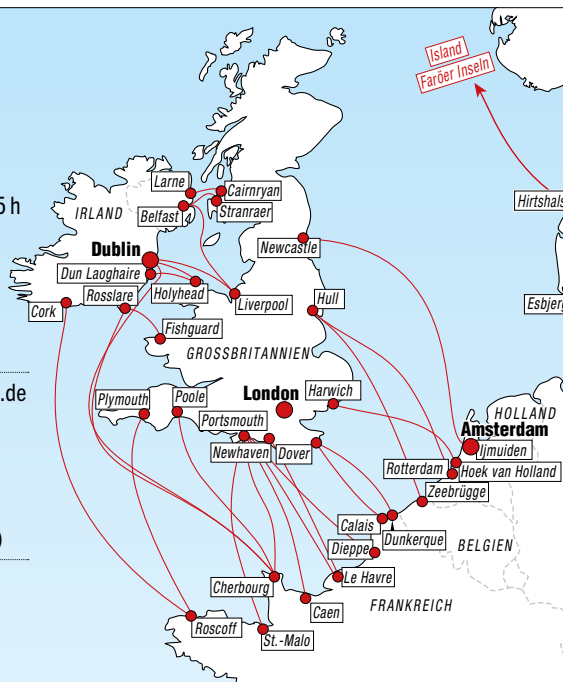 Island
Faröer Inseln
5 h
Larne
Cairnryan
Hirtshals
IRLAND
Belfast
Stranraer
Dublin
Newcastle
Dun Laoghaire
Rosslare
Holyhead
Liverpool
Hull
Esbjerg
Cork
Fishguard
GROSSBRITANNIEN
.de
Plymouth
Poole
London
Harwich
HOLLAND
Portsmouth
Amsterdam
Newhaven
Dover
Ijmuiden
Rotterdam
Hoek van Holland
Zeebrügge
Calais
Dunkerque
)
Dieppe
BELGIEN
Cherbourg
Le Havre
Caen
FRANKREICH
Roscoff
St.-Malo